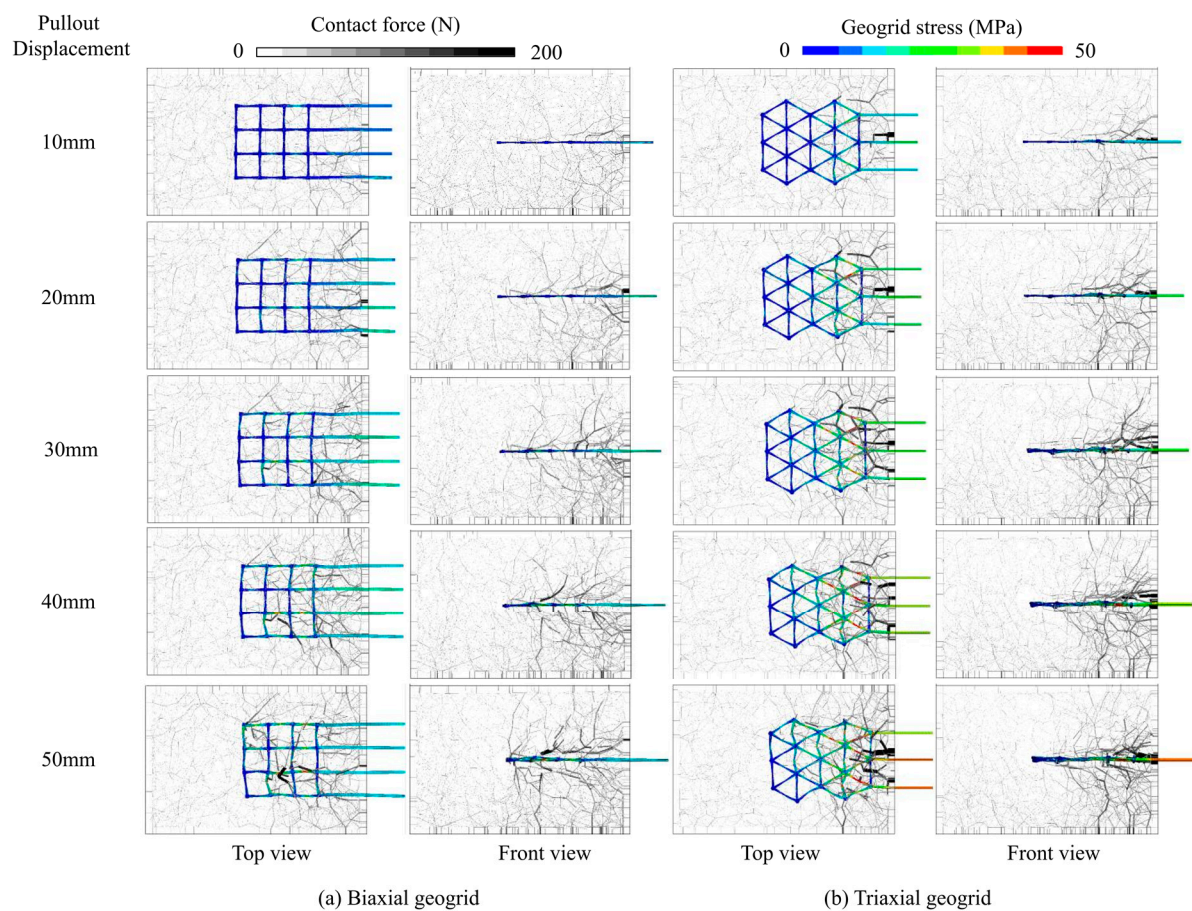 Pullout
Displacement
Contact force (N)
0
200
Geogrid stress (MPa)
0
50
10mm
20mm
30mm
40mm
50mm
Top view
Front view
Top view
Front view
(a) Biaxial geogrid
(b) Triaxial geogrid